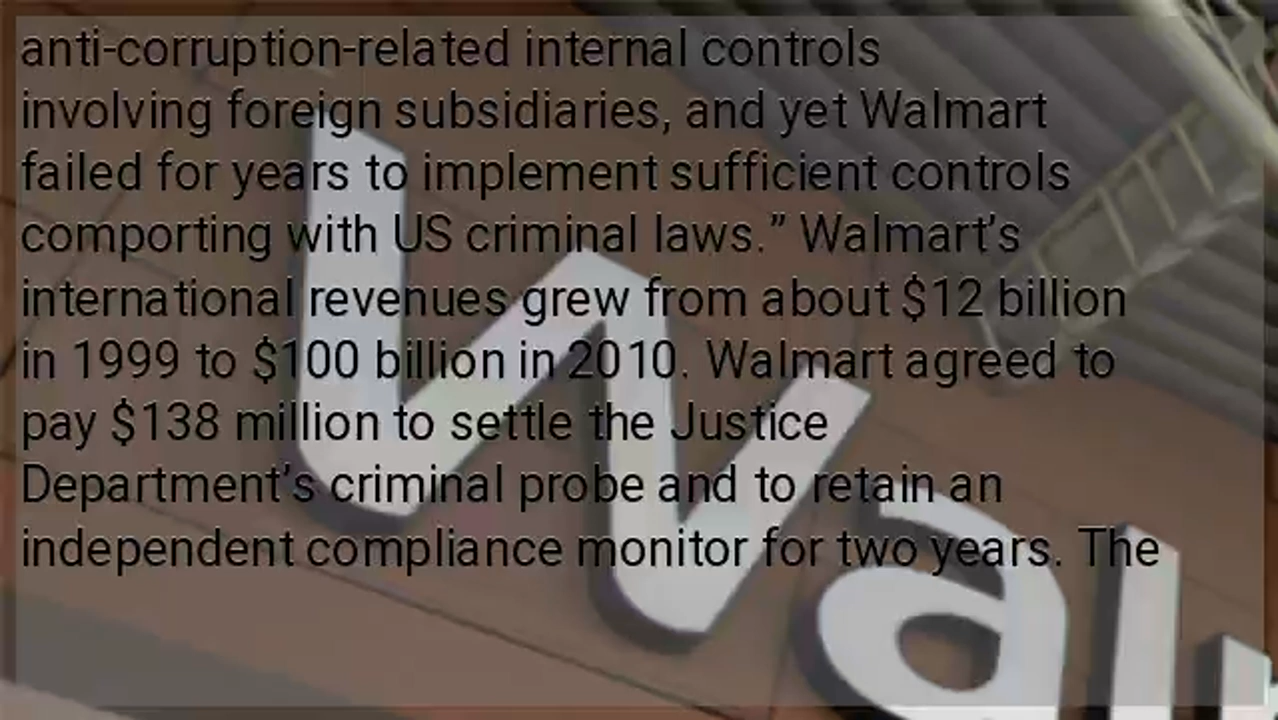 anti-corruption-related internal controls
involving foreign subsidiaries, and yet Walmart
failed for years to implement sufficient controls
comporting with US criminal laws.” Walmart’s
international revenues grew from about $12 billion
in 1999 to $100 billion in 2010. Walmart agreed to
pay $138 million to settle the Justice
Department’s criminal probe and to retain an
independent compliance monitor for two years. The
Wal